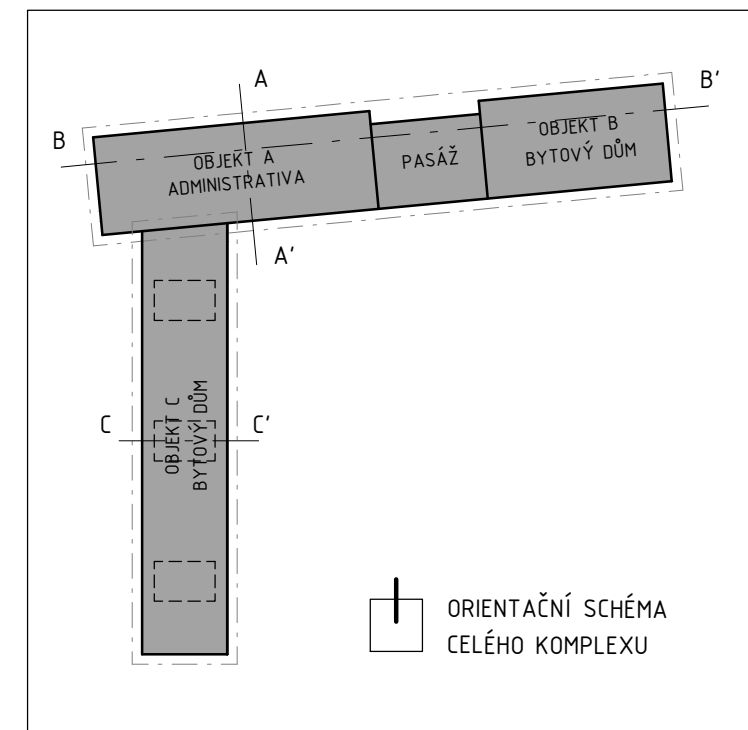 A
B'
B
OBJEKT A
ADMINISTRATIVA
PASÁŽ
OBJEKT B
BYTOVÝ DŮM
A'
C
C'
OBJEKT C
BYTOVÝ DŮM
ORIENTAČNÍ SCHÉMA
CELÉHO KOMPLEXU